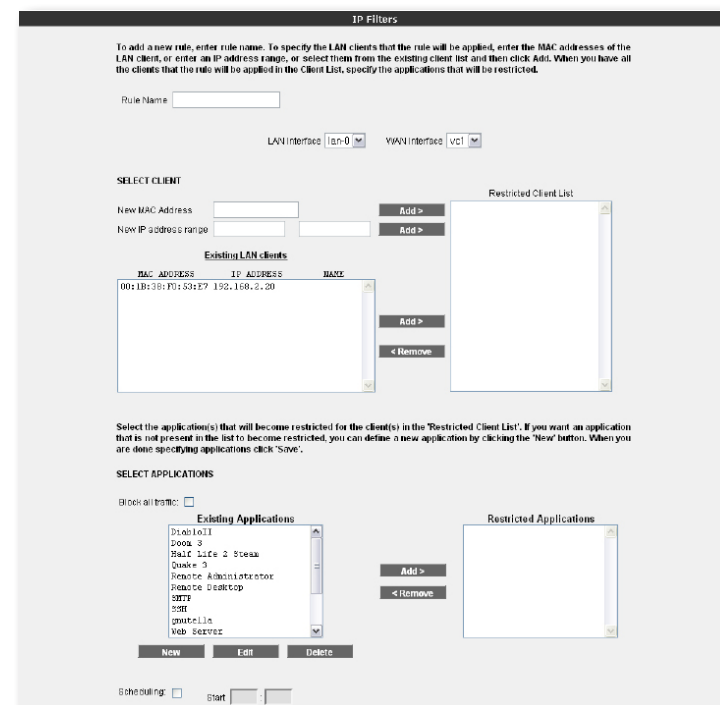 IP Filters
To add a new rule, enter rule name. To specify the LAN clients that the rule will be applied, enter the MAC addresses of the
LAN client, or enter an IP address range, or select them from the existing client list and then click Add. When you have all
the clients that the rule will be applied in the Client List, specify the applications that will be restricted.
Rule Name
LAN Interface lan-0 WAN Interface vc1
SELECT CLIENT
Restricted Client List
New MAC Address Add >
New IP address range Add >
Existing LAN clients
MAC ADDRESS IP ADDRESS NAME
00:1B:38:F0:53:E7 192.168.2.20
Add >
< Remove
Select the application(s) that will become restricted for the client(s) in the 'Restricted Client List'. If you want an application
that is not present in the list to become restricted, you can define a new application by clicking the 'New' button. When you
are done specifying applications click 'Save'.
SELECT APPLICATIONS
Block all traffic:
Existing Applications Restricted Applications
DiabloII
Doom 3
Half Life 2 Steam
Quake 3
Remote Administrator
Remote Desktop
SMTP
SSH
gnutella
Web Server
Add >
< Remove
New Edit Delete
Scheduling: Start :